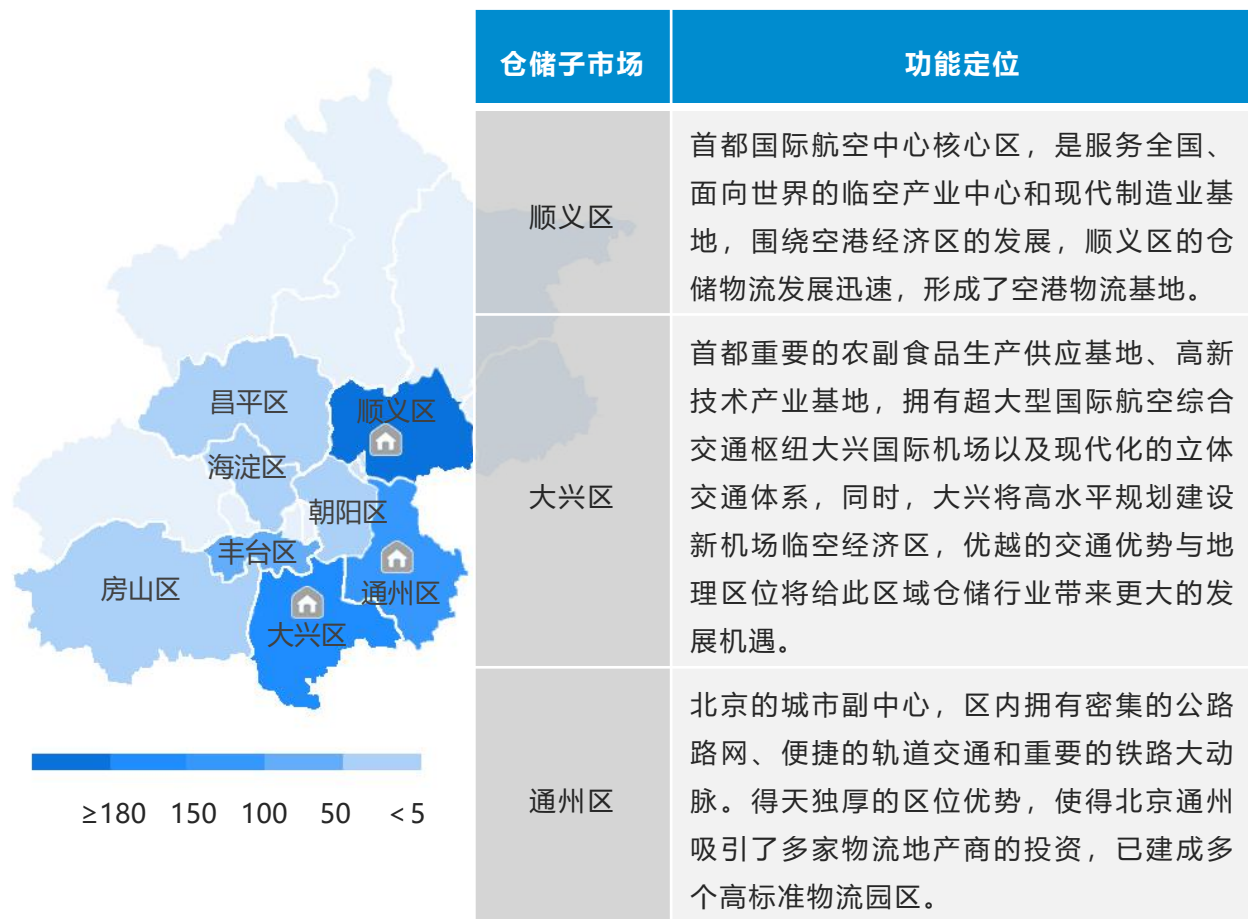 仓储子市场
功能定位
顺义区
首都国际航空中心核心区，是服务全国、
面向世界的临空产业中心和现代制造业基
地，围绕空港经济区的发展，顺义区的仓
储物流发展迅速，形成了空港物流基地。
大兴区
首都重要的农副食品生产供应基地、高新
技术产业基地，拥有超大型国际航空综合
交通枢纽大兴国际机场以及现代化的立体
交通体系，同时，大兴将高水平规划建设
新机场临空经济区，优越的交通优势与地
理区位将给此区域仓储行业带来更大的发
展机遇。
通州区
北京的城市副中心，区内拥有密集的公路
路网、便捷的轨道交通和重要的铁路大动
脉。得天独厚的区位优势，使得北京通州
吸引了多家物流地产商的投资，已建成多
个高标准物流园区。
昌平区
顺义区
海淀区
朝阳区
丰台区
房山区
通州区
大兴区
≥180 150 100 50 <5